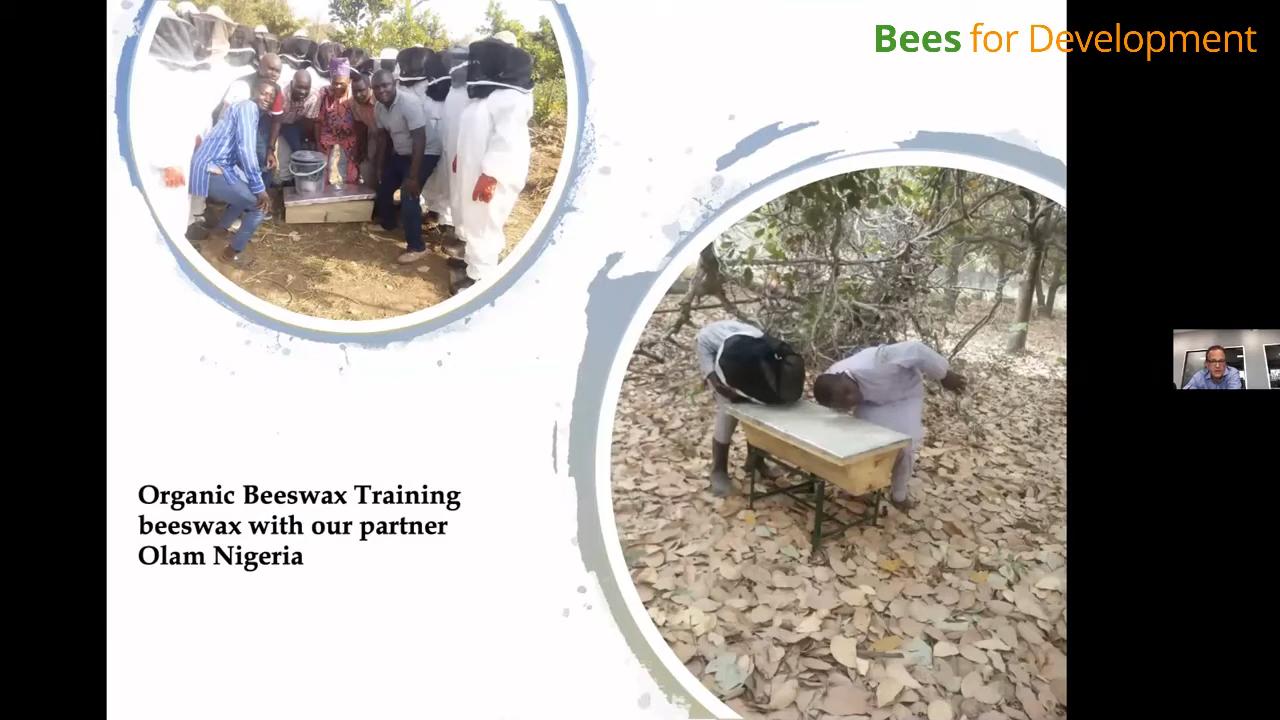 Bees for Development
Organic Beeswax Training
beeswax with our partner
Olam Nigeria